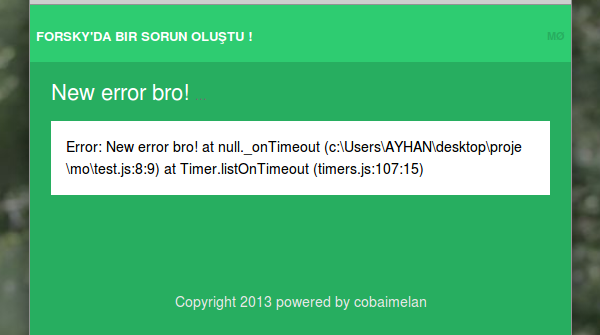 FORSKY'DA BIR SORUN OLUŞTU !
MØ
New error bro! ...
Error: New error bro! at null._onTimeout (c:\Users\AYHAN\desktop\proje
\mo\test.js:8:9) at Timer.listOnTimeout (timers.js:107:15)
Copyright 2013 powered by cobaimelan